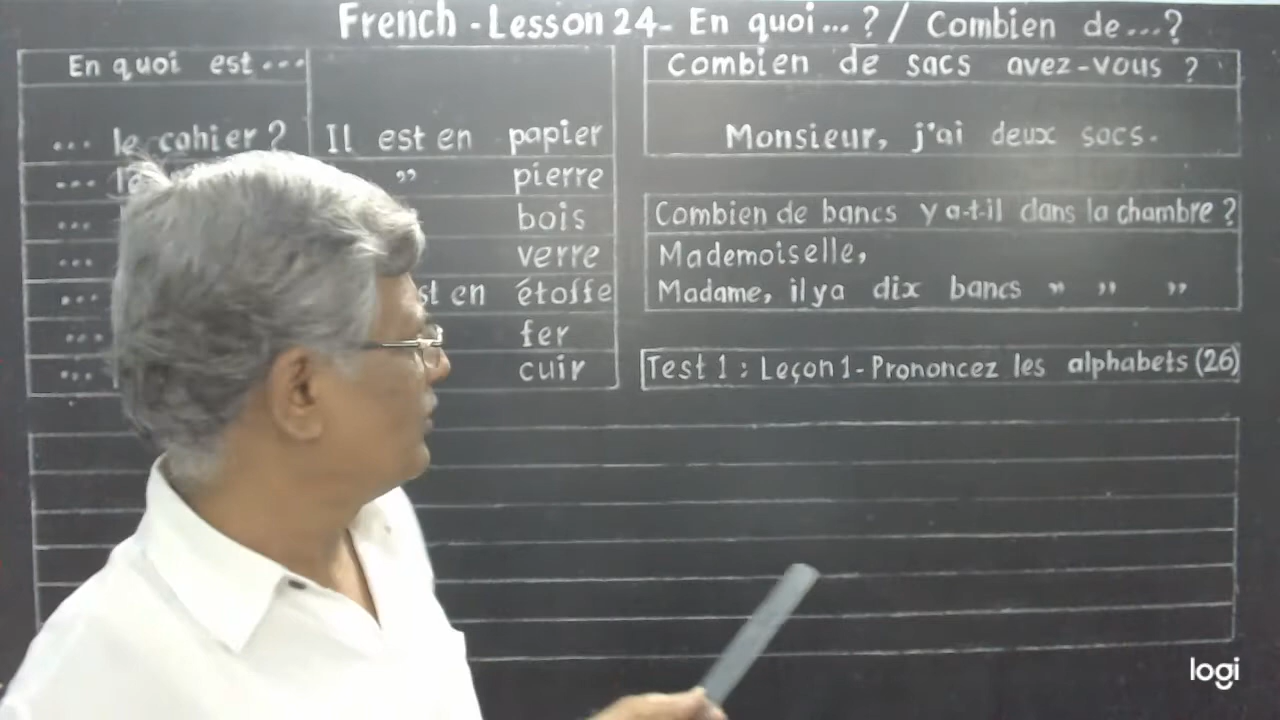 French - Lesson 24 - En quoi...? / Combien de...?
En quoi est...
... le cahier? Il est en papier
... " pierre
... bois
... verre
... st en étoffe
... fer
... cuir
Combien de sacs avez-vous ?
Monsieur, j'ai deux sacs.
Combien de bancs y a-t-il dans la chambre ?
Mademoiselle,
Madame, il y a dix bancs " " "
Test 1 : Leçon 1 - Prononcez les alphabets (26)
logi